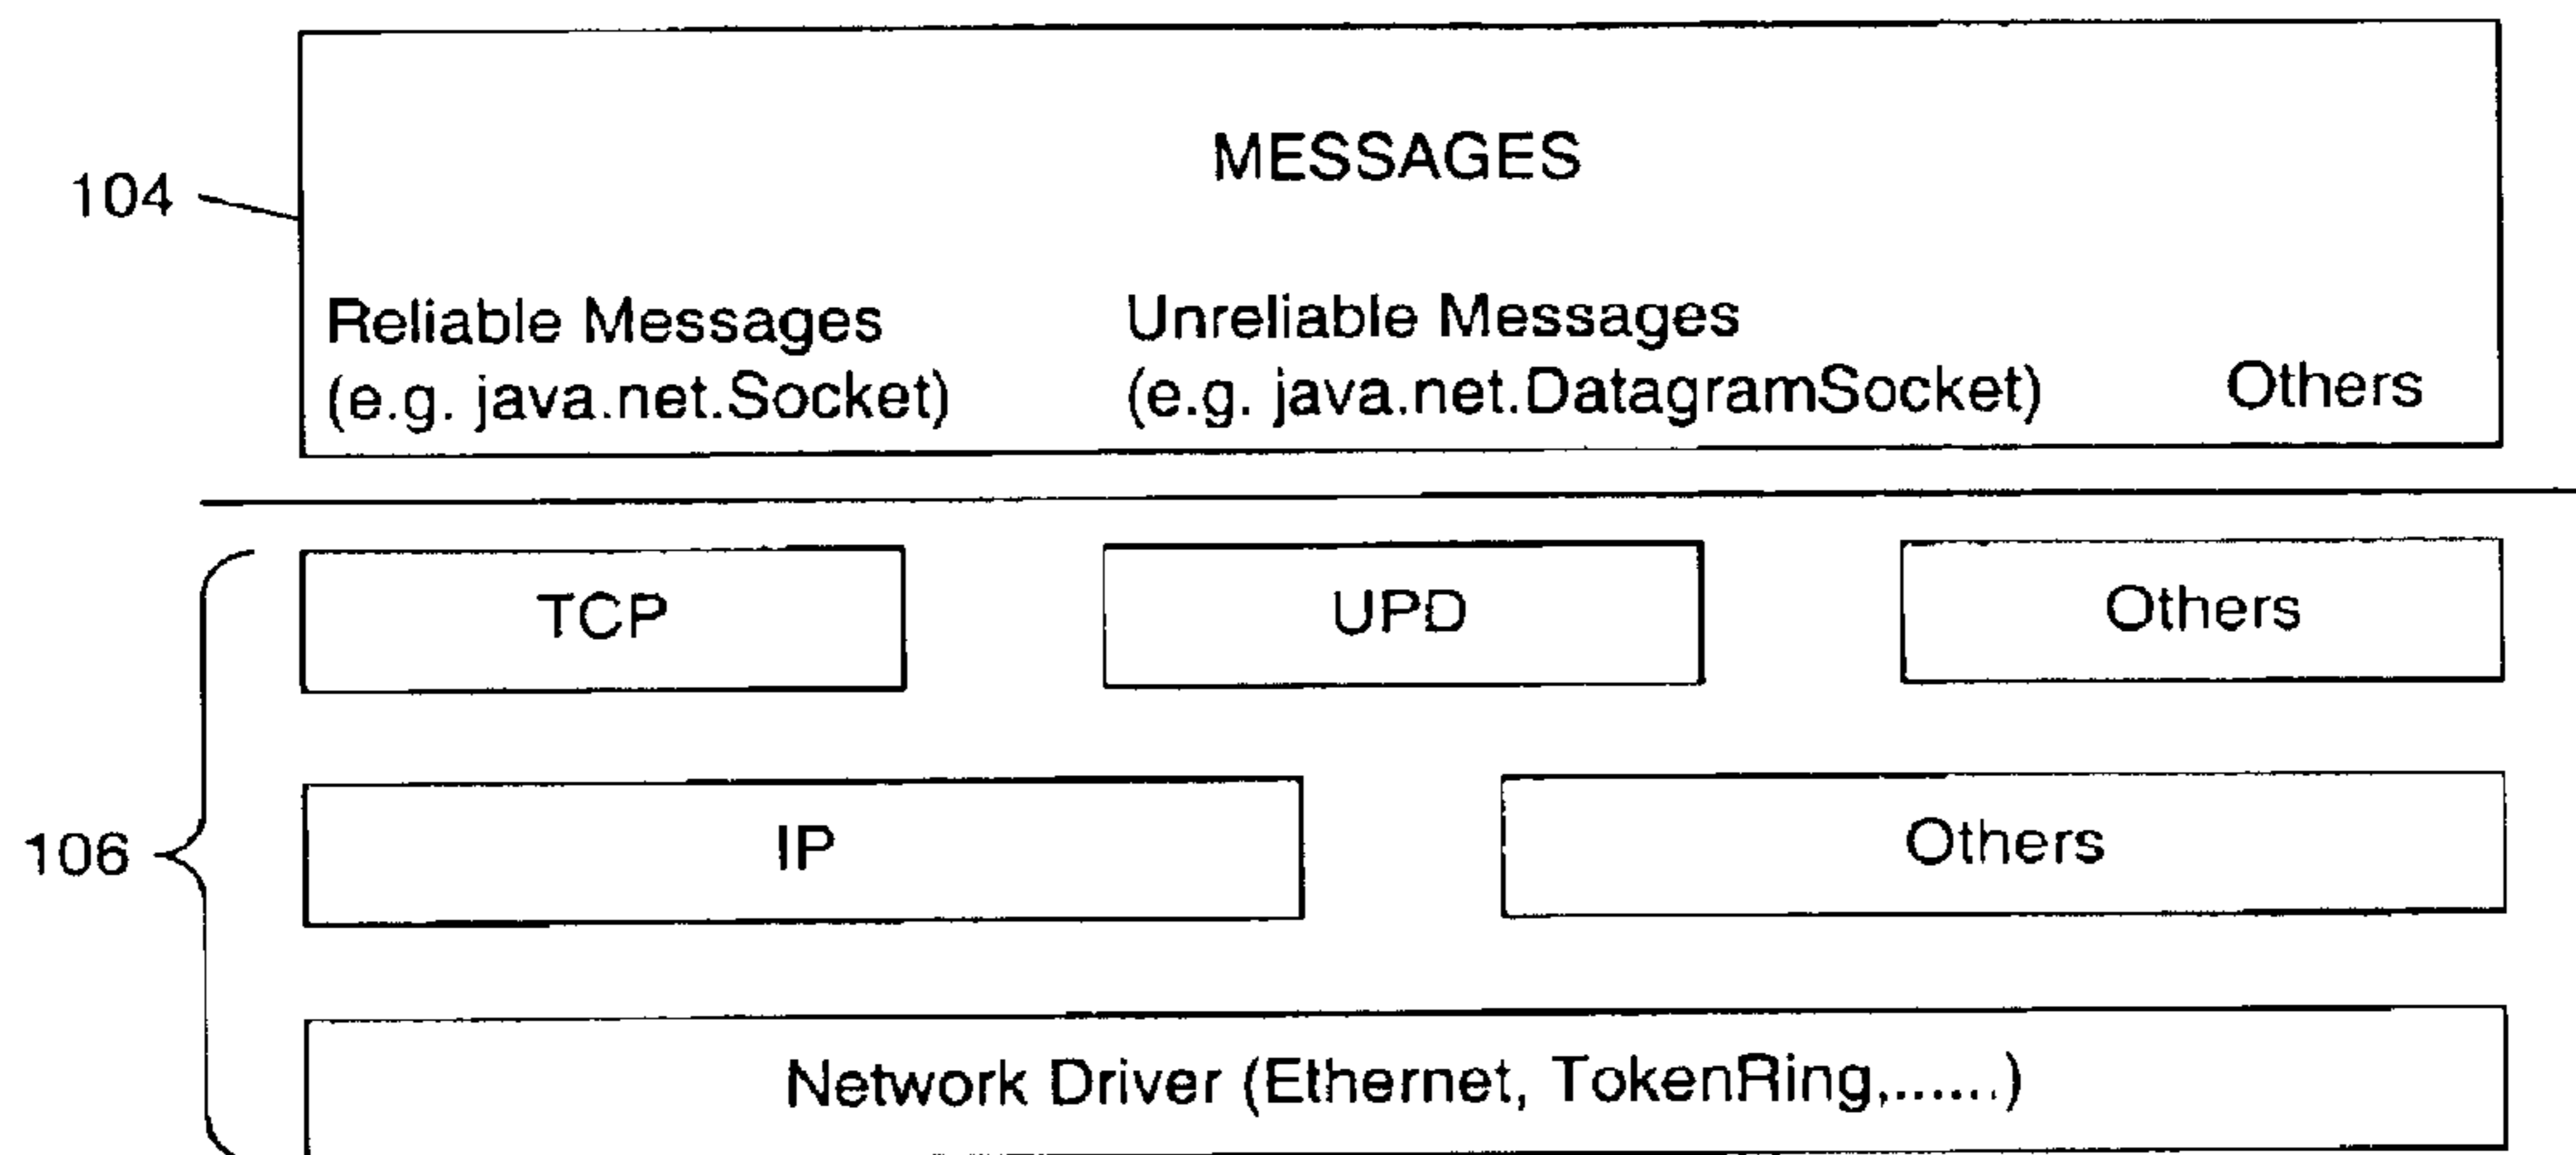 MESSAGES
104
Reliable Messages
(e.g. java.net.Socket)
Unreliable Messages
(e.g. java.net.DatagramSocket)
Others
TCP
UPD
Others
106
IP
Others
Network Driver (Ethernet, TokenRing,......)